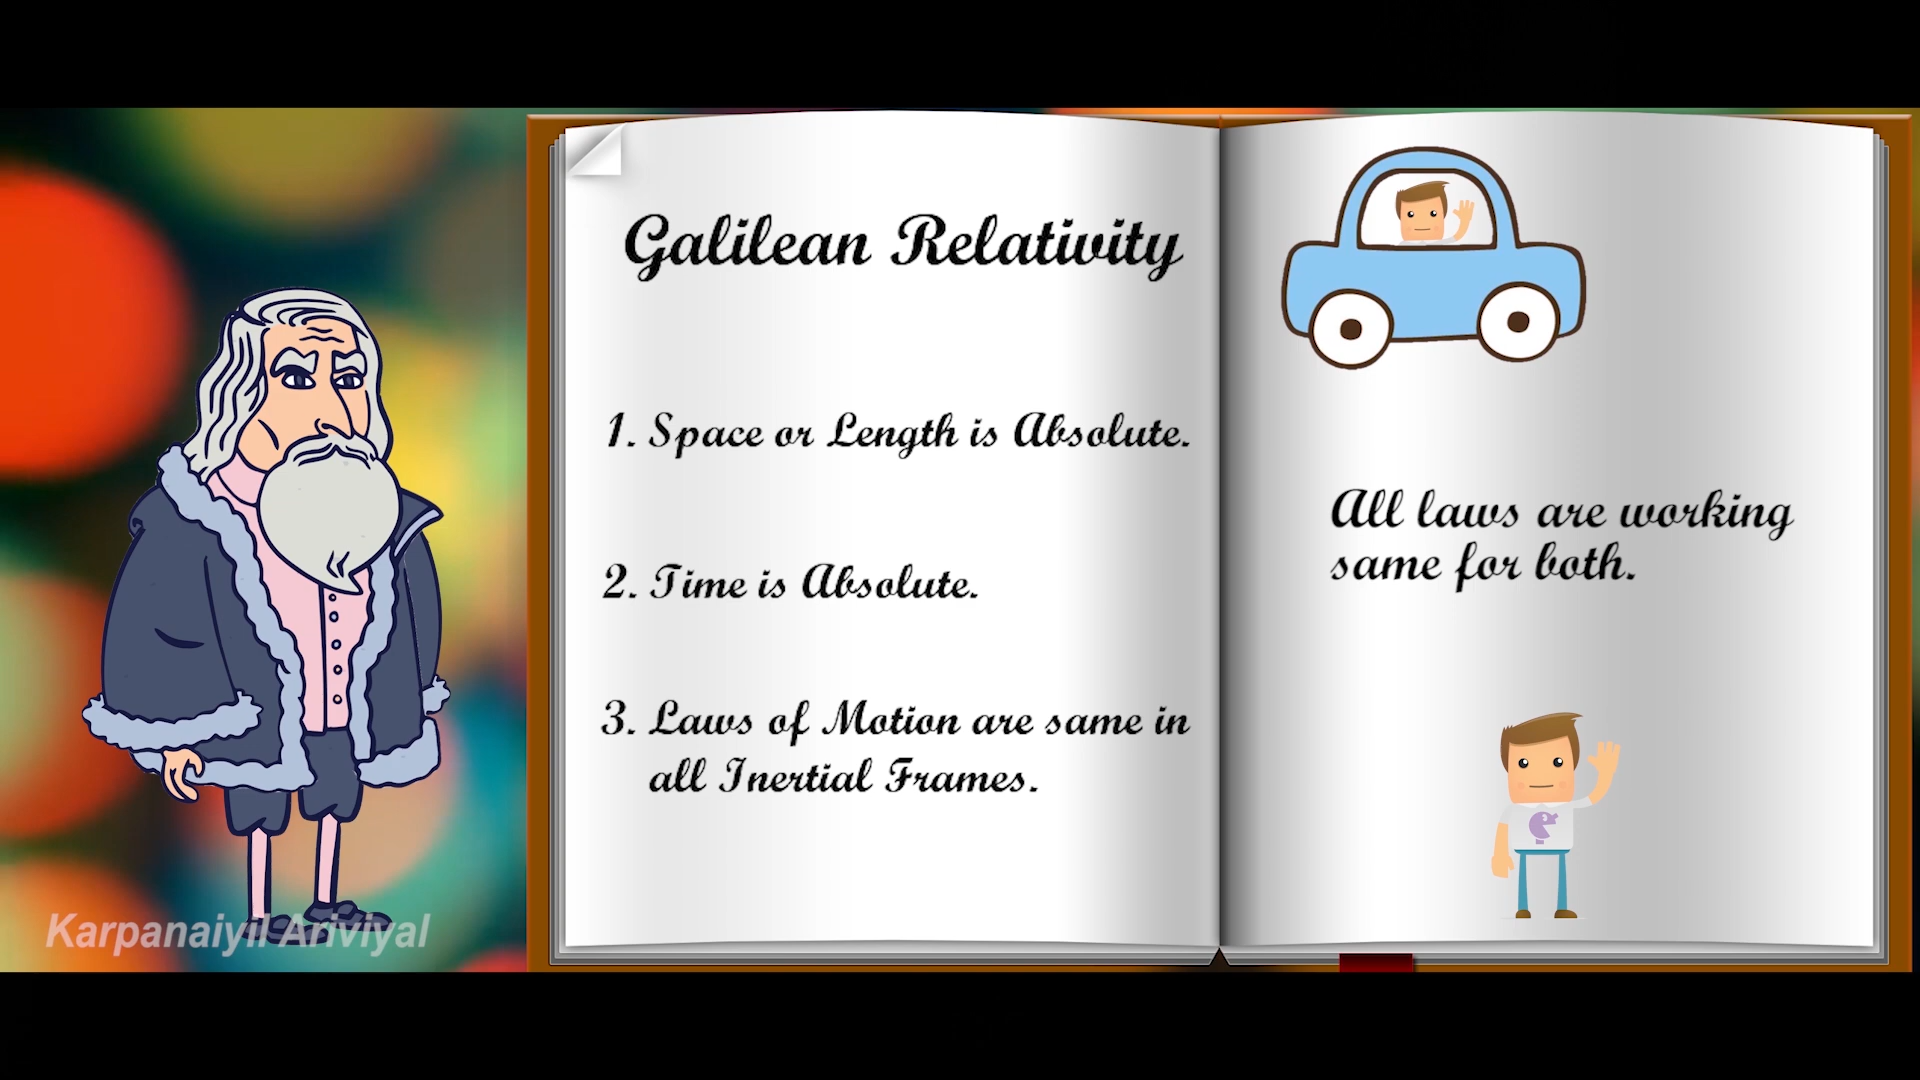 Galilean Relativity
1. Space or Length is Absolute.
2. Time is Absolute.
3. Laws of Motion are same in
all Inertial Frames.
All laws are working
same for both.
Karpanaiyil Ariviyal